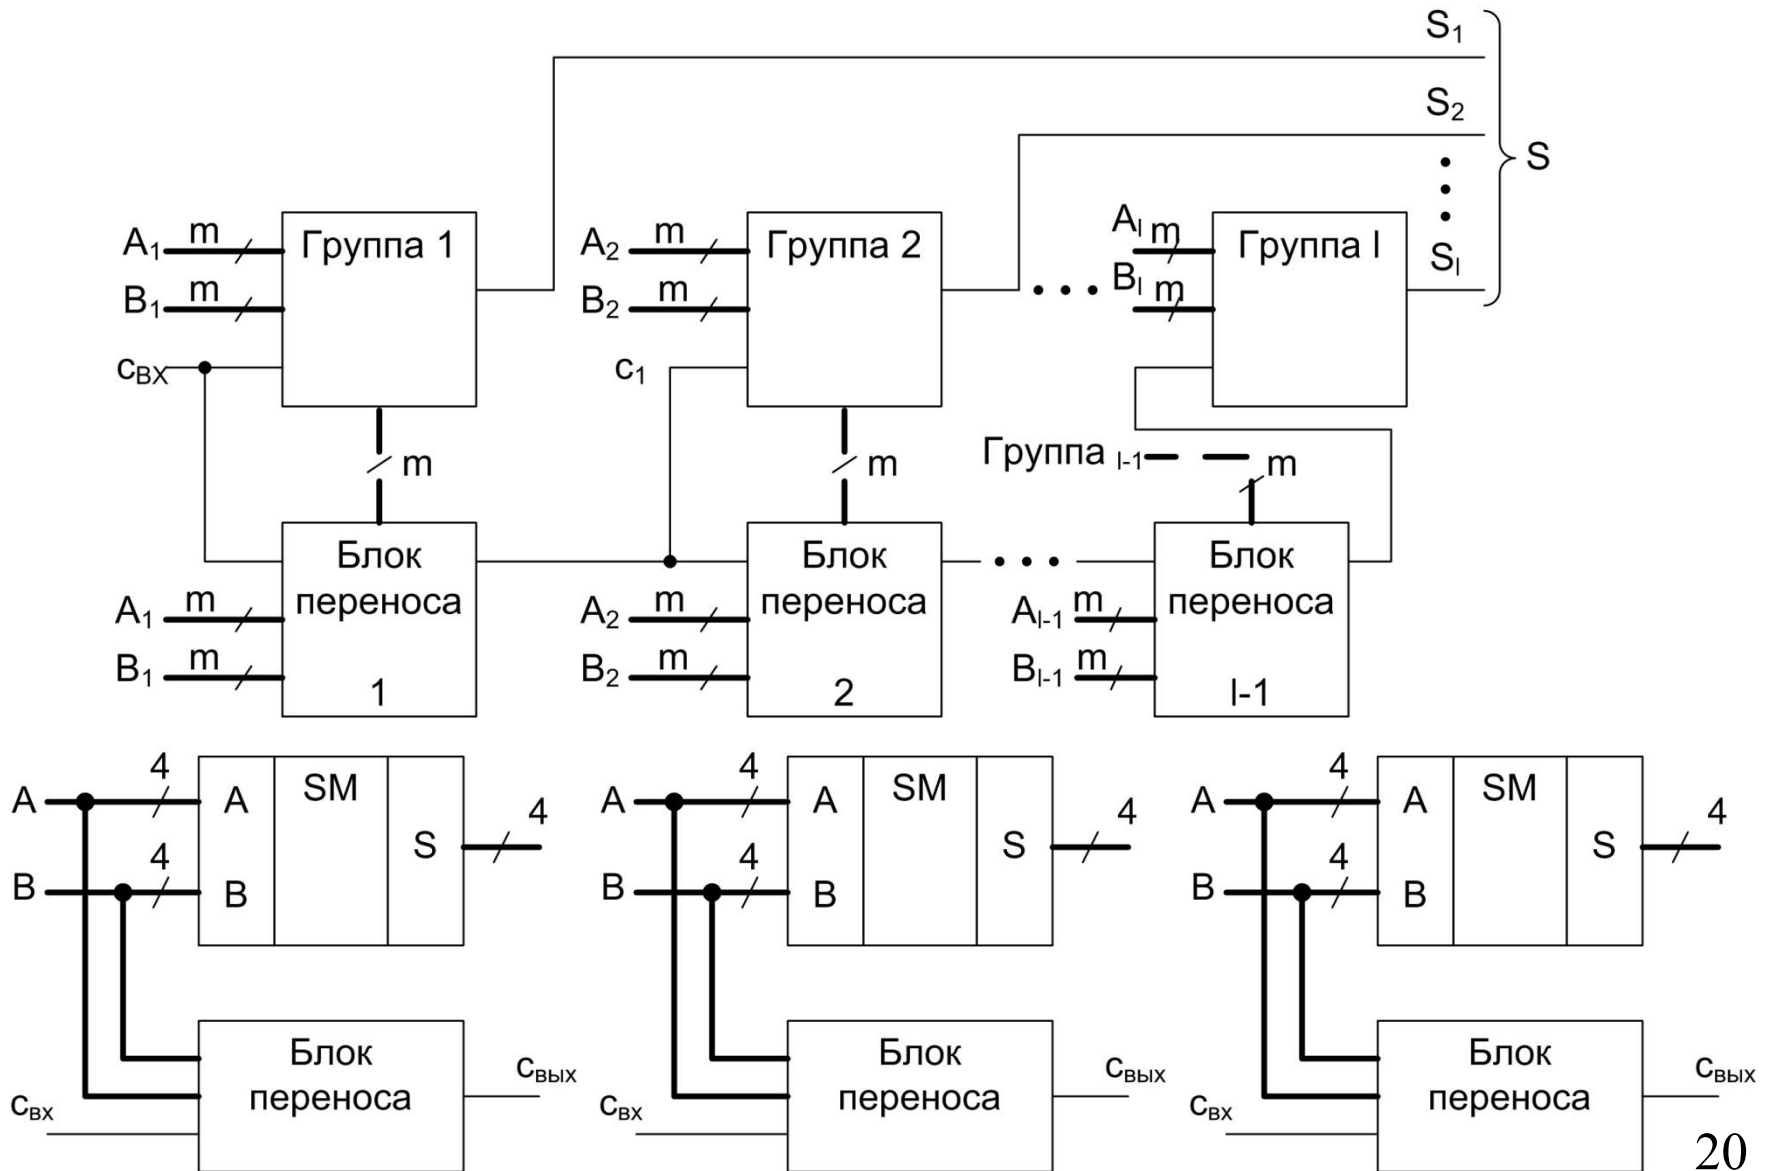 S1
S2
S
A1 m Группа 1 A2 m Группа 2 Al m Группа l Sl
B1 m B2 m Bl m
cВХ c1
m m Группа l-1 m
Блок Блок Блок
переноса переноса переноса
A1 m A2 m Al-1 m
B1 m B2 m Bl-1 m
1 2 l-1
4 SM 4 SM 4 SM
A A A A A A
4 4 4
S S S
4 4 4
B B B B B B
Блок Блок Блок
переноса переноса переноса
cвых cвых cвых
cвх cвх cвх
20